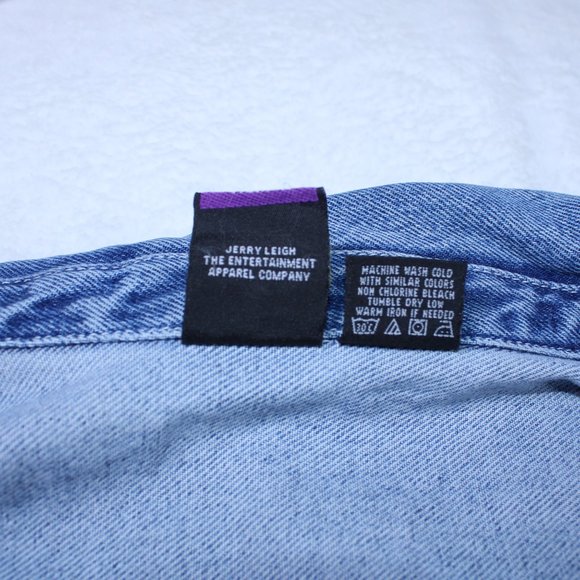 JERRY LEIGH
THE ENTERTAINMENT
APPAREL COMPANY
MACHINE WASH COLD
WITH SIMILAR COLORS
NON CHLORINE BLEACH
TUMBLE DRY LOW
WARM IRON IF NEEDED